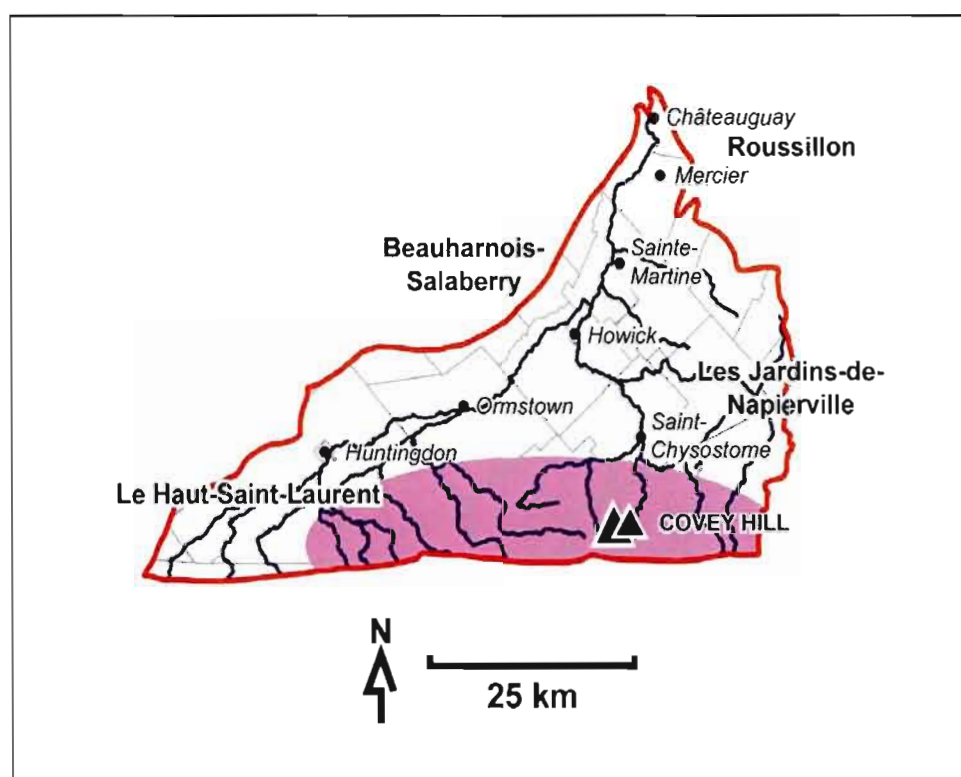 Châteauguay
Roussillon
Mercier
Beauharnois-
Salaberry
Sainte-
Martine
Howick
Les Jardins-de-
Napierville
Ormstown
Saint-
Chysostome
Huntingdon
Le Haut-Saint-Laurent
COVEY HILL
N
25 km